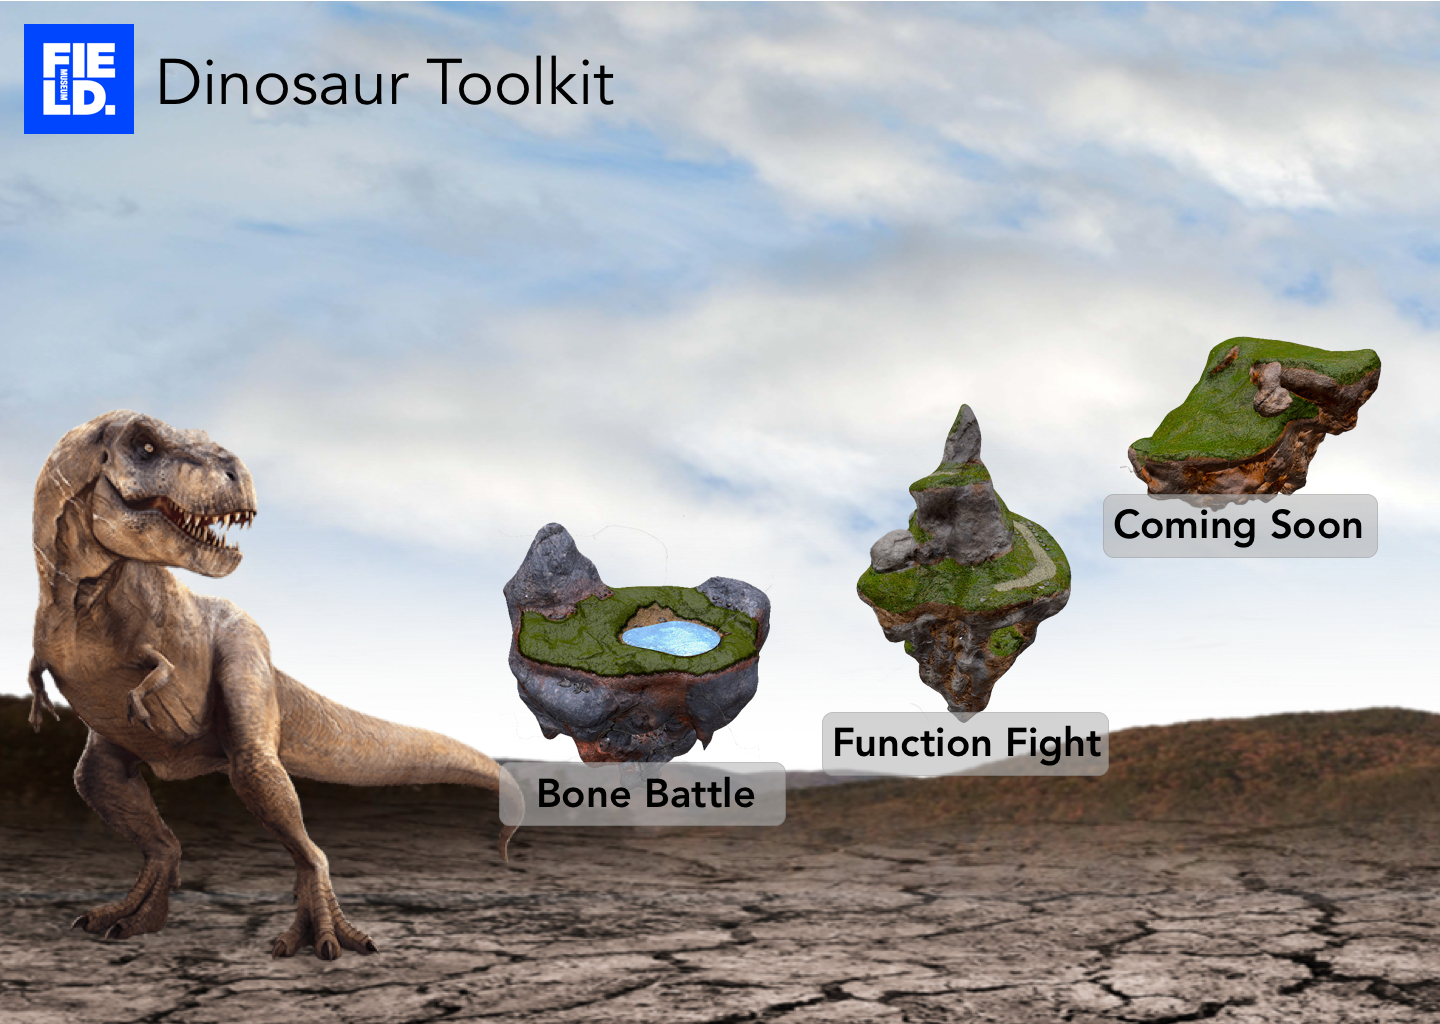 FIE
MUSEUM
LD.
Dinosaur Toolkit
Coming Soon
Function Fight
Bone Battle